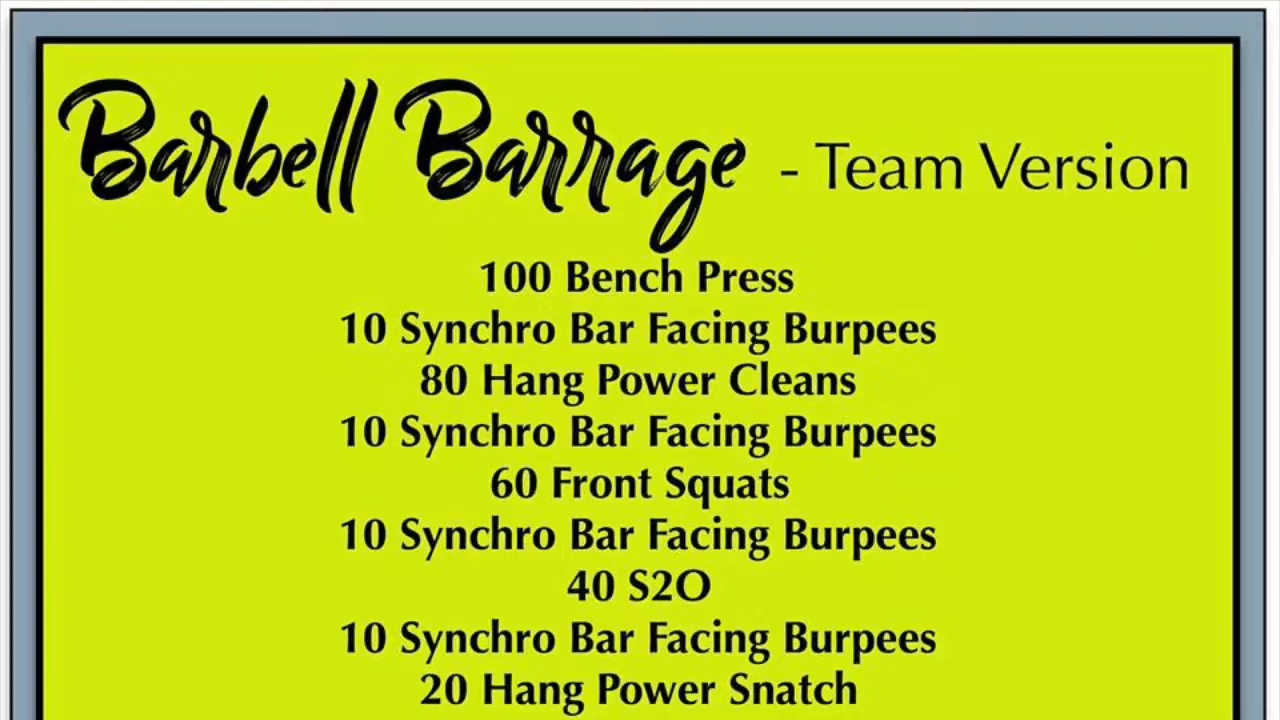 Barbell Barrage - Team Version
100 Bench Press
10 Synchro Bar Facing Burpees
80 Hang Power Cleans
10 Synchro Bar Facing Burpees
60 Front Squats
10 Synchro Bar Facing Burpees
40 S2O
10 Synchro Bar Facing Burpees
20 Hang Power Snatch